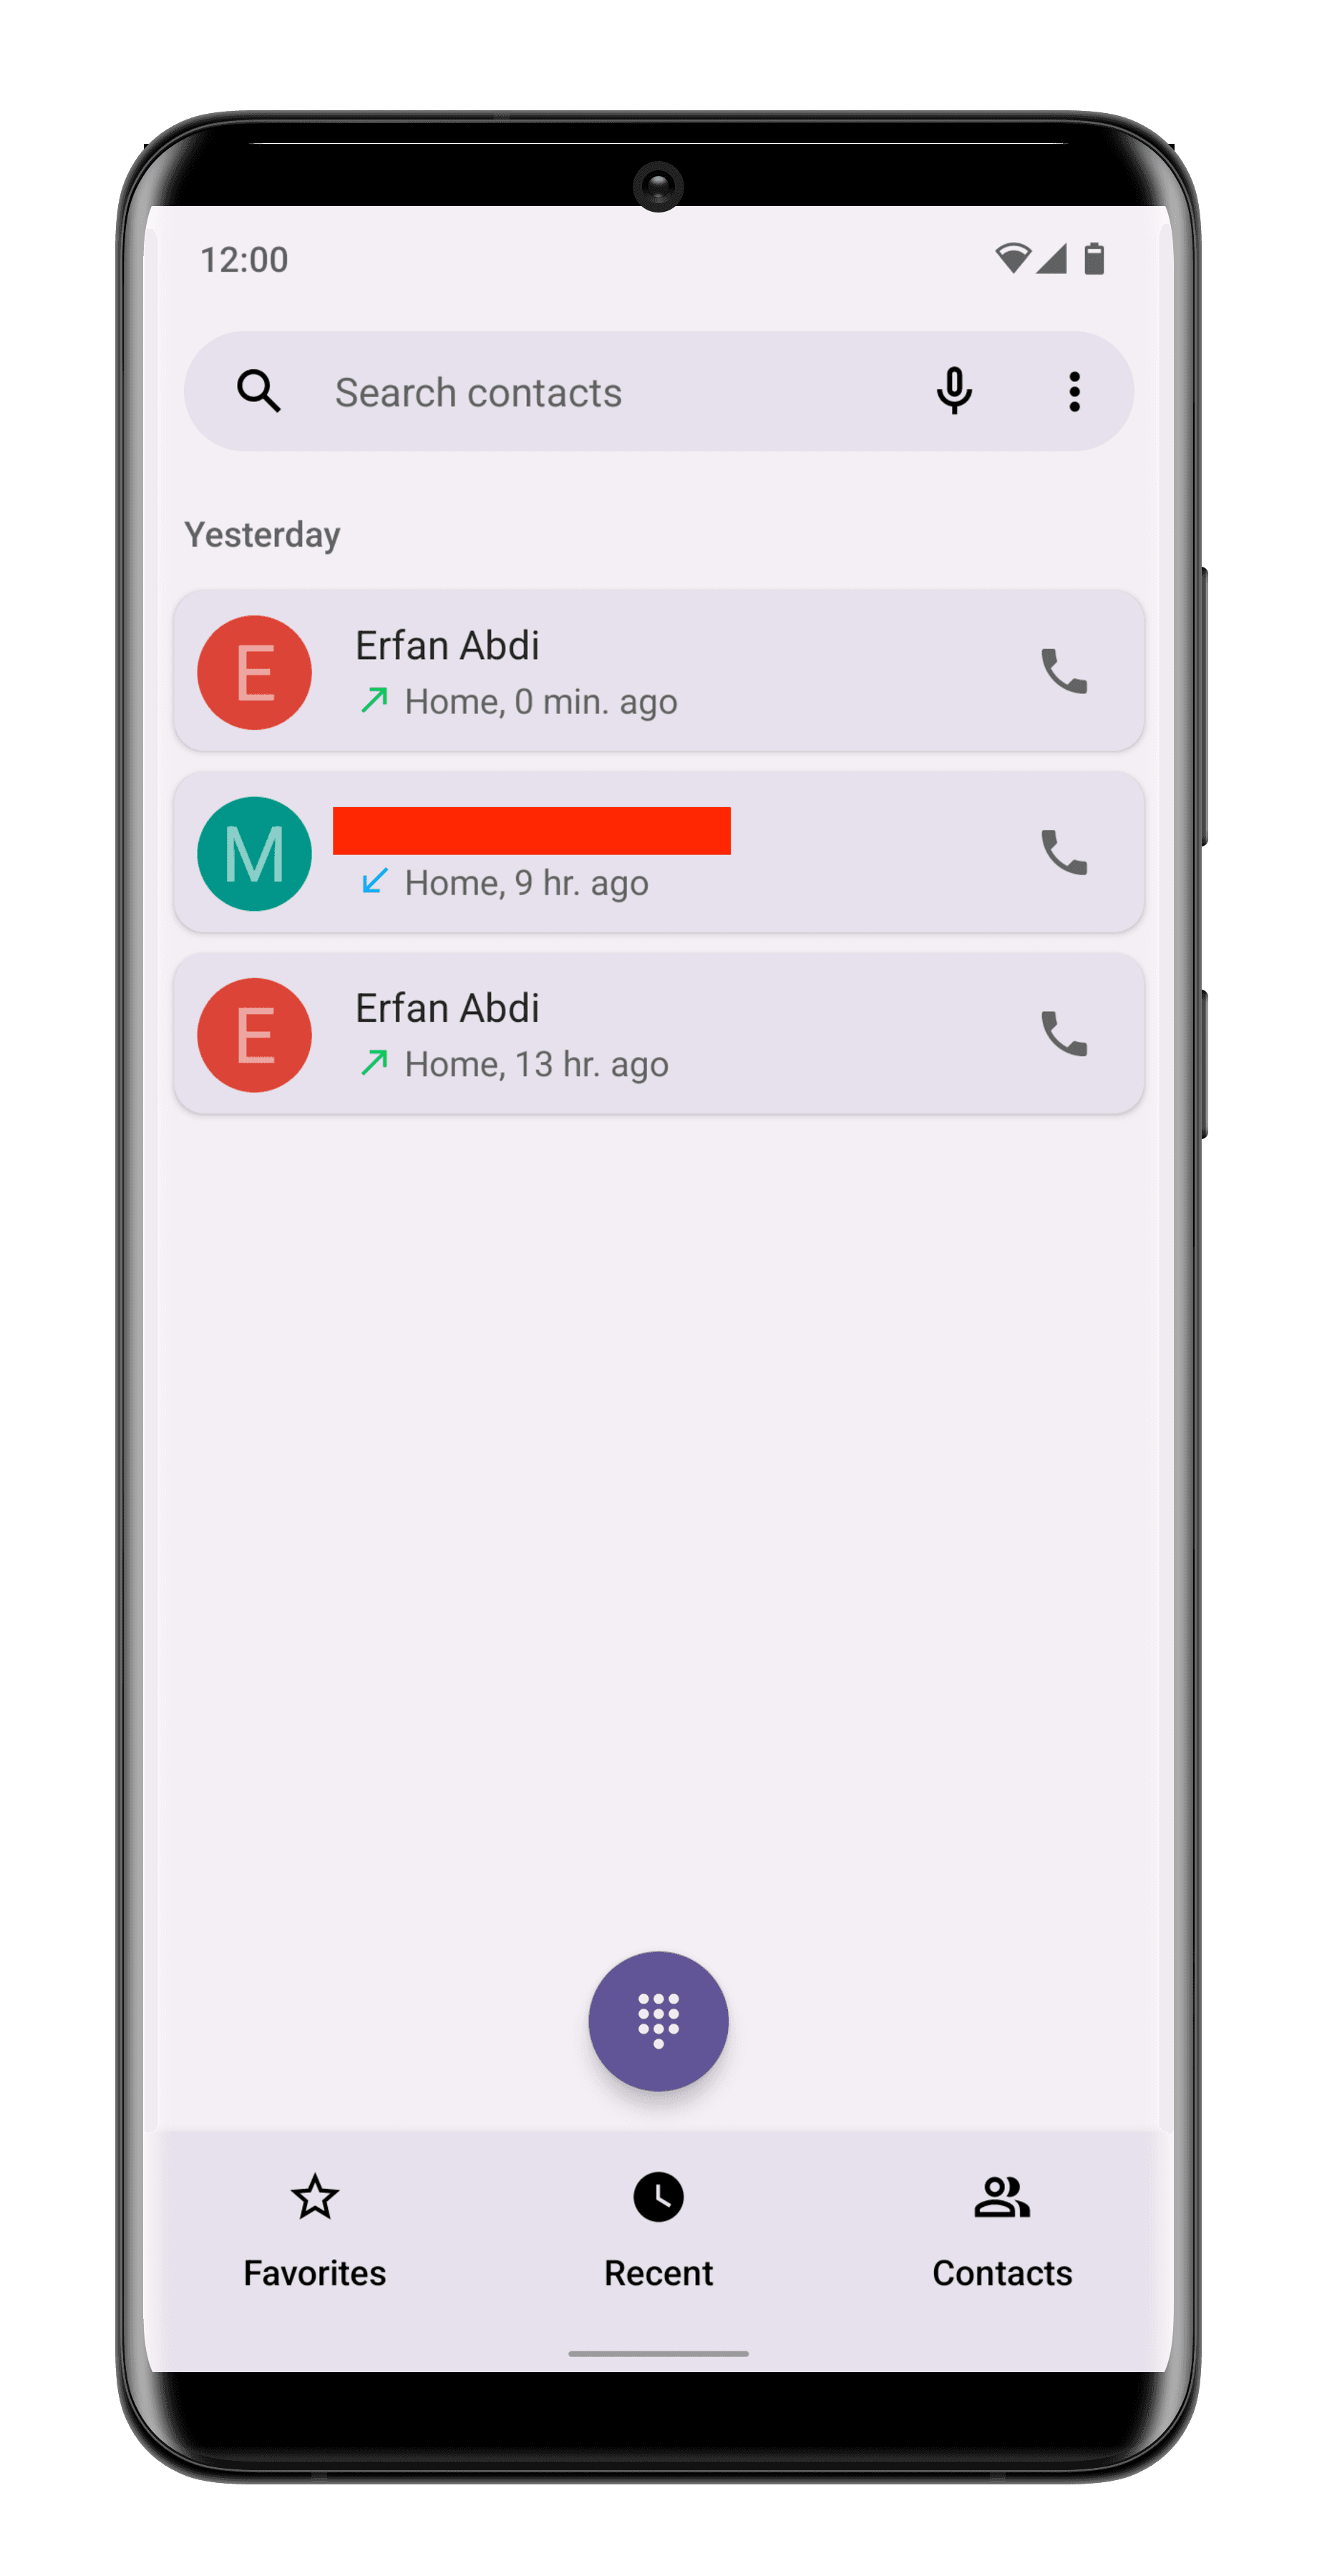 12:00
Search contacts
Yesterday
E
Erfan Abdi
Home, 0 min. ago
M
Home, 9 hr. ago
E
Erfan Abdi
Home, 13 hr. ago
Favorites
Recent
Contacts